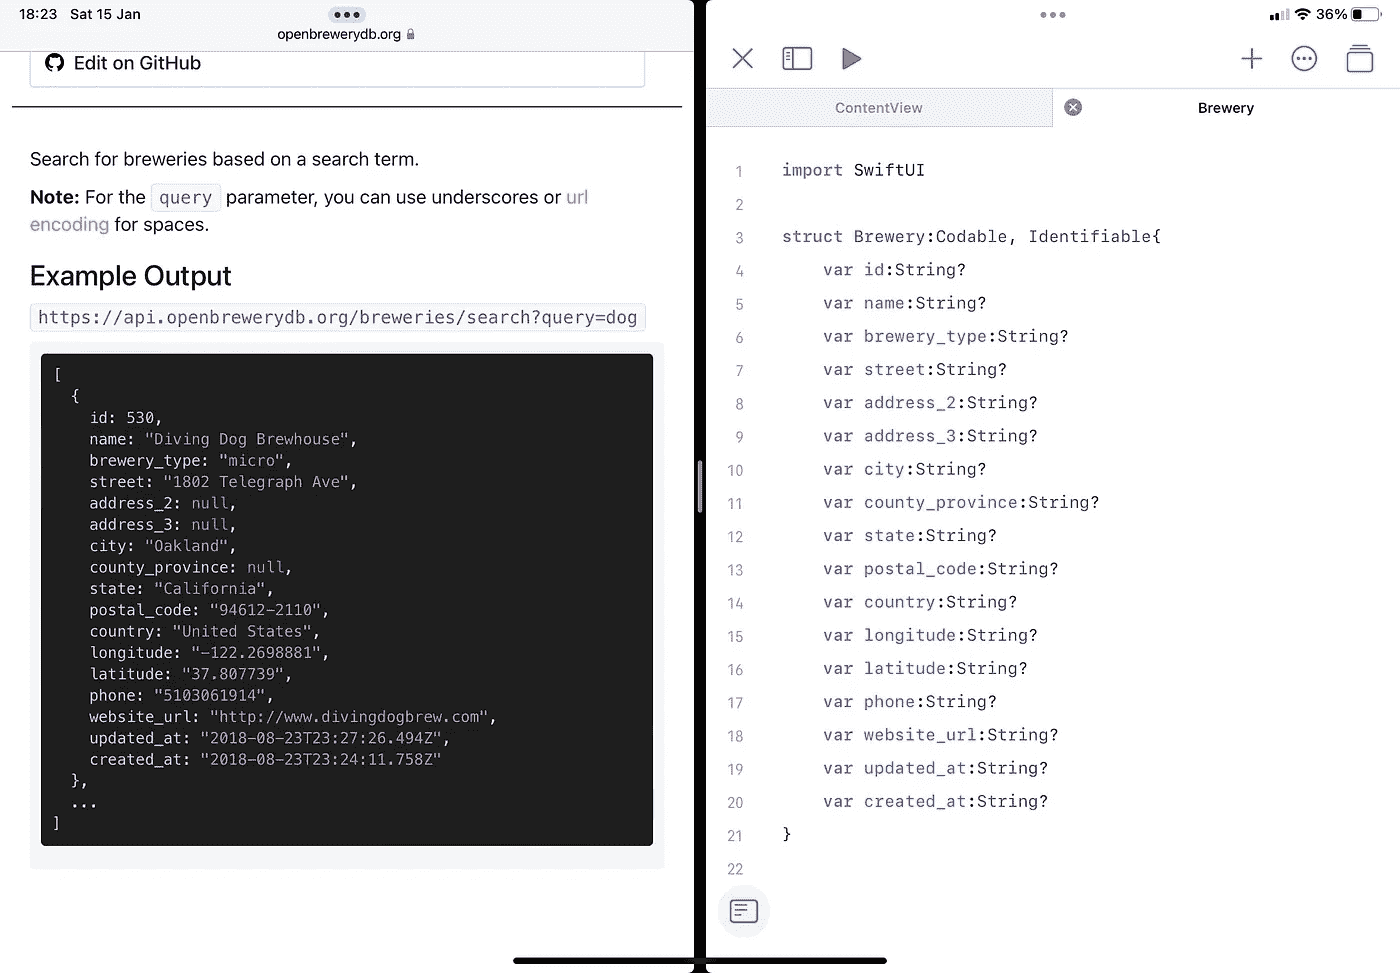 18:23 Sat 15 Jan
openbrewerydb.org
Edit on GitHub
Search for breweries based on a search term.
Note: For the query parameter, you can use underscores or url
encoding for spaces.
Example Output
https://api.openbrewerydb.org/breweries/search?query=dog
[
{
id: 530,
name: "Diving Dog Brewhouse",
brewery_type: "micro",
street: "1802 Telegraph Ave",
address_2: null,
address_3: null,
city: "Oakland",
county_province: null,
state: "California",
postal_code: "94612-2110",
country: "United States",
longitude: "-122.2698881",
latitude: "37.807739",
phone: "5103061914",
website_url: "http://www.divingdogbrew.com",
updated_at: "2018-08-23T23:27:26.494Z",
created_at: "2018-08-23T23:24:11.758Z"
},
...
]
36%
ContentView
Brewery
1 import SwiftUI
2
3 struct Brewery:Codable, Identifiable{
4 var id:String?
5 var name:String?
6 var brewery_type:String?
7 var street:String?
8 var address_2:String?
9 var address_3:String?
10 var city:String?
11 var county_province:String?
12 var state:String?
13 var postal_code:String?
14 var country:String?
15 var longitude:String?
16 var latitude:String?
17 var phone:String?
18 var website_url:String?
19 var updated_at:String?
20 var created_at:String?
21 }
22